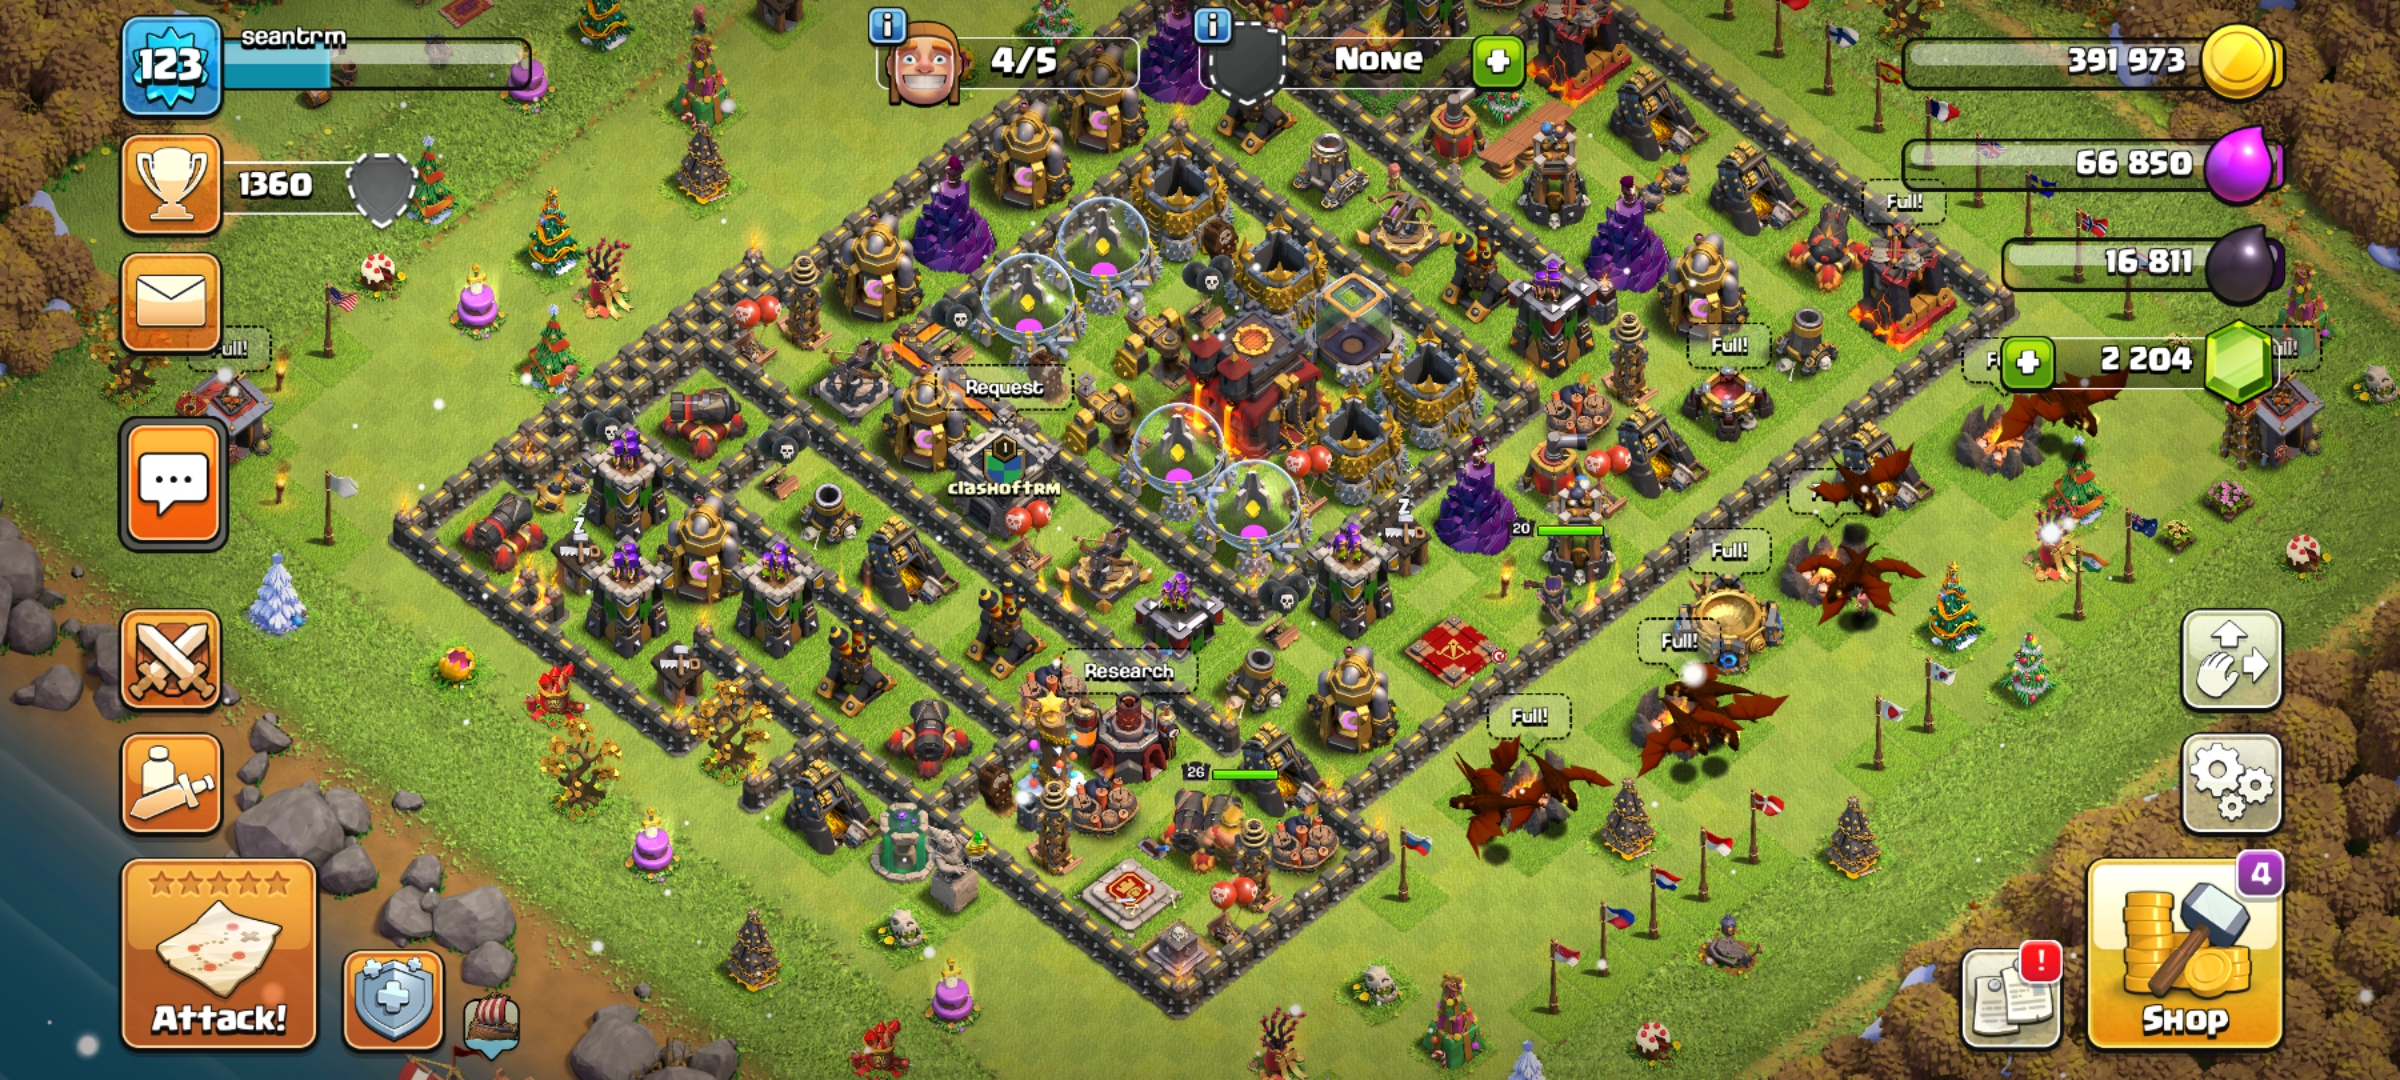 seantrm
123
4/5
None
391 973
1360
66 850
Full!
16 811
Full!
Full!
2 204
Request
clashofTRM
20
Full!
Full!
Research
Full!
26
4
Attack!
Shop